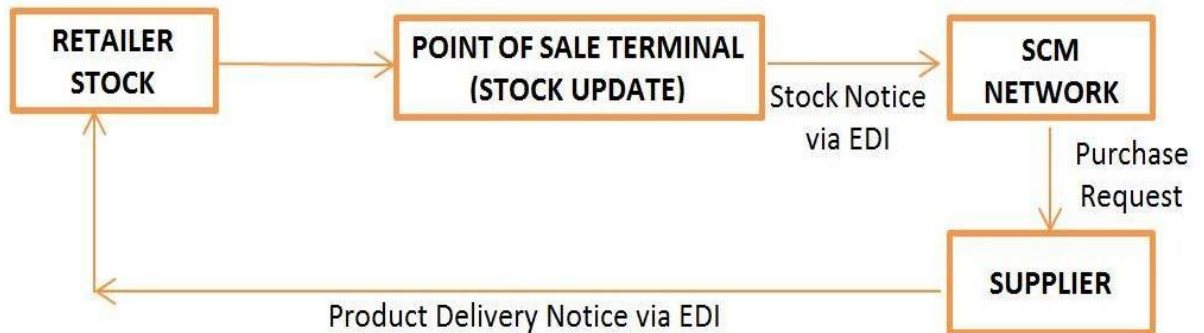 RETAILER
STOCK
POINT OF SALE TERMINAL
(STOCK UPDATE)
Stock Notice
via EDI
SCM
NETWORK
Purchase
Request
SUPPLIER
Product Delivery Notice via EDI